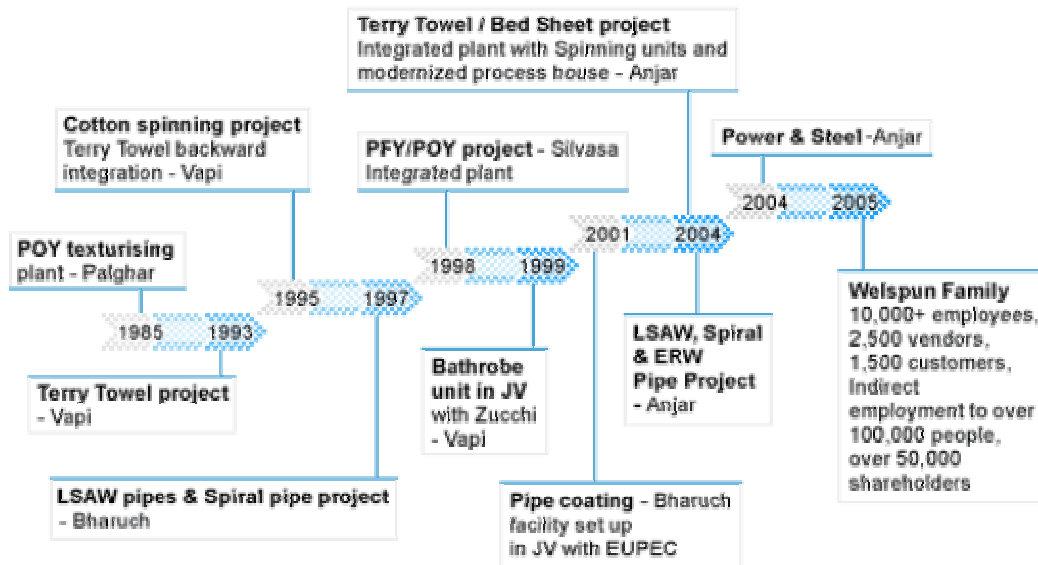 Terry Towel / Bed Sheet project
Integrated plant with Spinning units and
modernized process house - Anjar
Cotton spinning project
Terry Towel backward
integration - Vapi
PFY/POY project - Silvasa
Integrated plant
Power & Steel -Anjar
POY texturising
plant - Palghar
1985
1993
1995
1997
1998
1999
2001
2004
2004
2005
Terry Towel project
- Vapi
LSAW pipes & Spiral pipe project
- Bharuch
Bathrobe
unit in JV
with Zucchi
- Vapi
Pipe coating - Bharuch
facility set up
in JV with EUPEC
LSAW, Spiral
& ERW
Pipe Project
- Anjar
Welspun Family
10,000+ employees,
2,500 vendors,
1,500 customers,
Indirect
employment to over
100,000 people,
over 50,000
shareholders